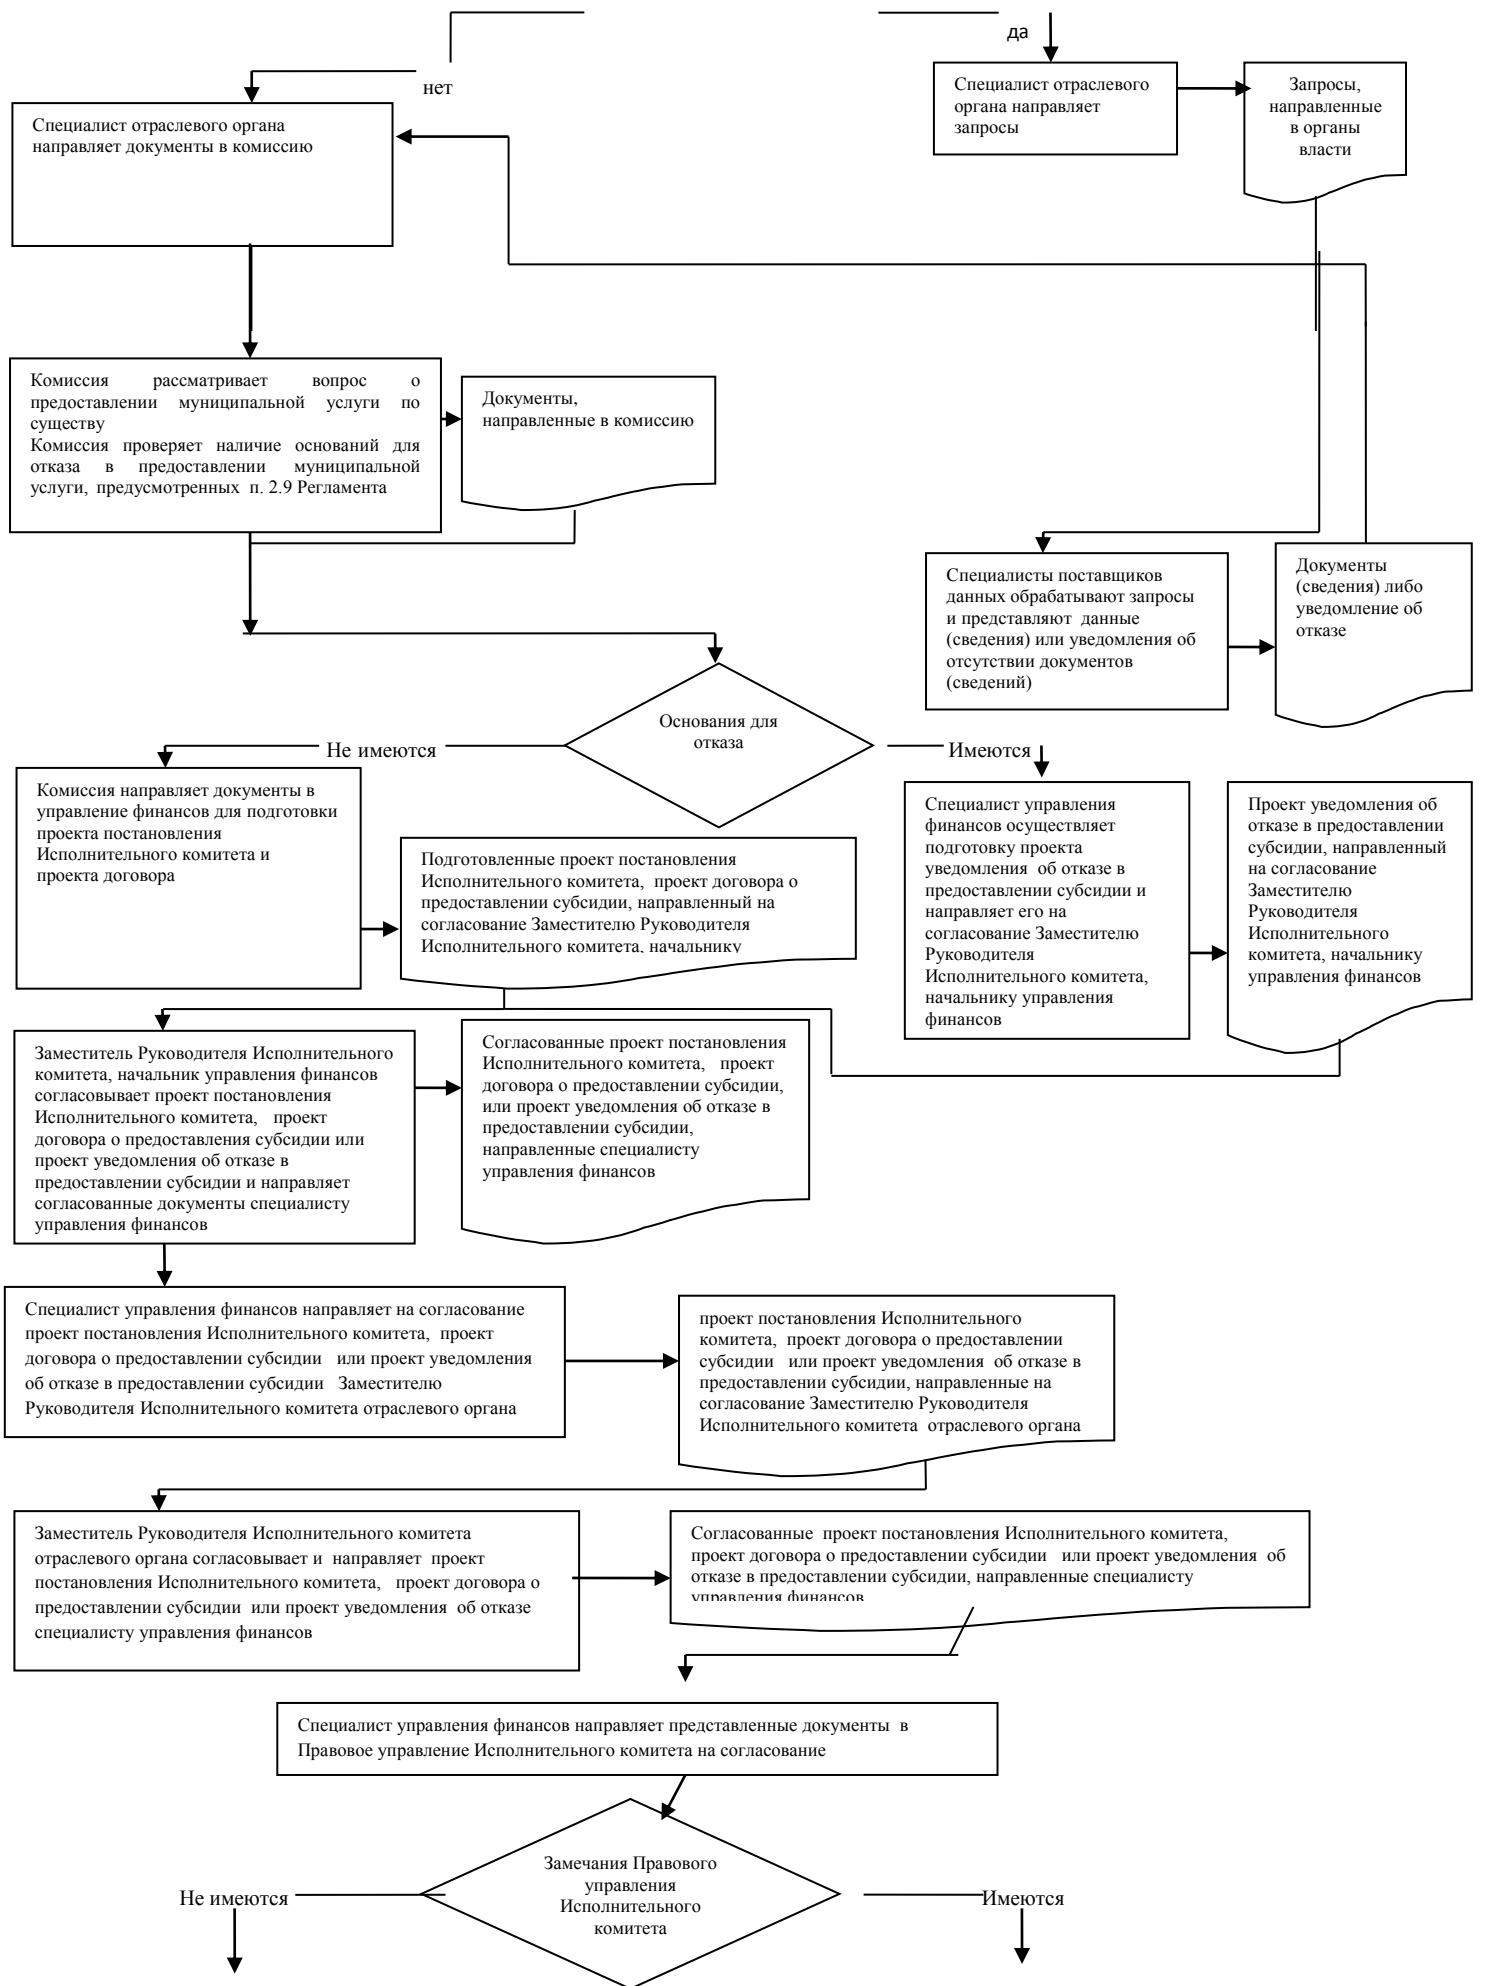 да
нет
Специалист отраслевого
органа направляет
запросы
Запросы,
направленные
в органы
власти
Специалист отраслевого органа
направляет документы в комиссию
Комиссия рассматривает вопрос о
предоставлении муниципальной услуги по
существу
Комиссия проверяет наличие оснований для
отказа в предоставлении муниципальной
услуги, предусмотренных п. 2.9 Регламента
Документы,
направленные в комиссию
Специалисты поставщиков
данных обрабатывают запросы
и представляют данные
(сведения) или уведомления об
отсутствии документов
(сведений)
Документы
(сведения) либо
уведомление об
отказе
Основания для
отказа
Не имеются
Имеются
Комиссия направляет документы в
управление финансов для подготовки
проекта постановления
Исполнительного комитета и
проекта договора
Подготовленные проект постановления
Исполнительного комитета, проект договора о
предоставлении субсидии, направленный на
согласование Заместителю Руководителя
Исполнительного комитета, начальнику
Специалист управления
финансов осуществляет
подготовку проекта
уведомления об отказе в
предоставлении субсидии и
направляет его на
согласование Заместителю
Руководителя
Исполнительного комитета,
начальнику управления
финансов
Проект уведомления об
отказе в предоставлении
субсидии, направленный
на согласование
Заместителю
Руководителя
Исполнительного
комитета, начальнику
управления финансов
Заместитель Руководителя Исполнительного
комитета, начальник управления финансов
согласовывает проект постановления
Исполнительного комитета, проект
договора о предоставления субсидии или
проект уведомления об отказе в
предоставлении субсидии и направляет
согласованные документы специалисту
управления финансов
Согласованные проект постановления
Исполнительного комитета, проект
договора о предоставлении субсидии,
или проект уведомления об отказе в
предоставлении субсидии,
направленные специалисту
управления финансов
Специалист управления финансов направляет на согласование
проект постановления Исполнительного комитета, проект
договора о предоставлении субсидии или проект уведомления
об отказе в предоставлении субсидии Заместителю
Руководителя Исполнительного комитета отраслевого органа
проект постановления Исполнительного
комитета, проект договора о предоставлении
субсидии или проект уведомления об отказе в
предоставлении субсидии, направленные на
согласование Заместителю Руководителя
Исполнительного комитета отраслевого органа
Заместитель Руководителя Исполнительного комитета
отраслевого органа согласовывает и направляет проект
постановления Исполнительного комитета, проект договора о
предоставлении субсидии или проект уведомления об отказе
специалисту управления финансов
Согласованные проект постановления Исполнительного комитета,
проект договора о предоставлении субсидии или проект уведомления об
отказе в предоставлении субсидии, направленные специалисту
управления финансов
Специалист управления финансов направляет представленные документы в
Правовое управление Исполнительного комитета на согласование
Замечания Правового
управления
Исполнительного
комитета
Не имеются
Имеются